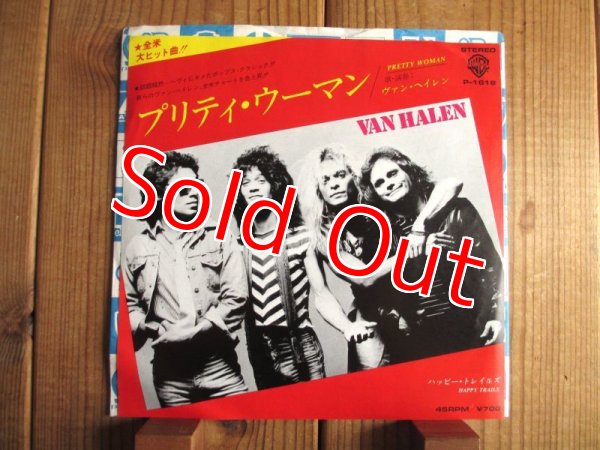 ★全米
大ヒット曲!!
PRETTY WOMAN
プリティ・ウーマン
ヴァン・ヘイレン
VAN HALEN
STEREO
P-1618
Sold Out
ハッピー・トレイルズ
HAPPY TRAILS
45RPM/¥700